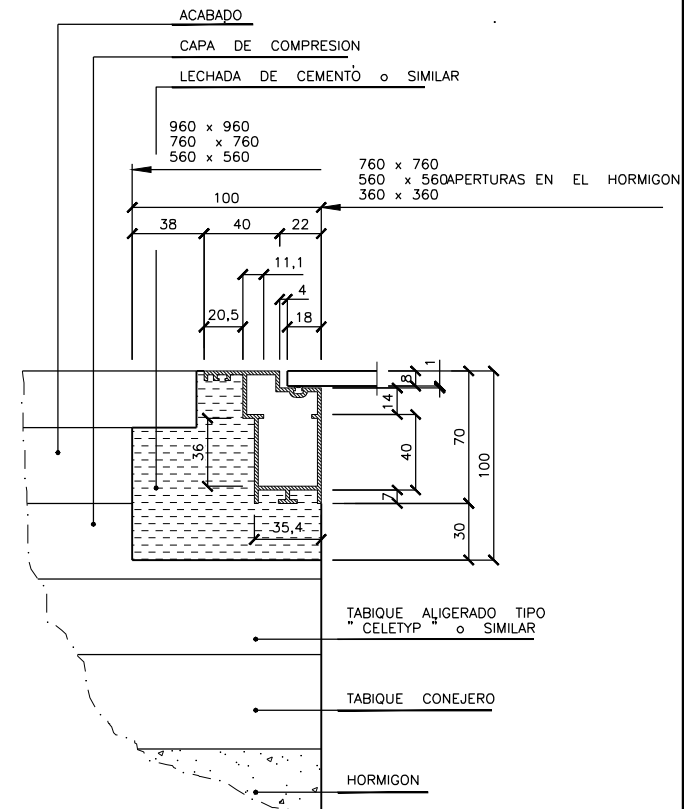 ACABADO
CAPA DE COMPRESION
LECHADA DE CEMENTO o SIMILAR
960 x 960
760 x 760
560 x 560
760 x 760
560 x 560 APERTURAS EN EL HORMIGON
360 x 360
100
38 40 22
11,1
4
20,5 18
1
8
14
70
100
36
40
7
35,4
30
TABIQUE ALIGERADO TIPO
" CELETYP " o SIMILAR
TABIQUE CONEJERO
HORMIGON